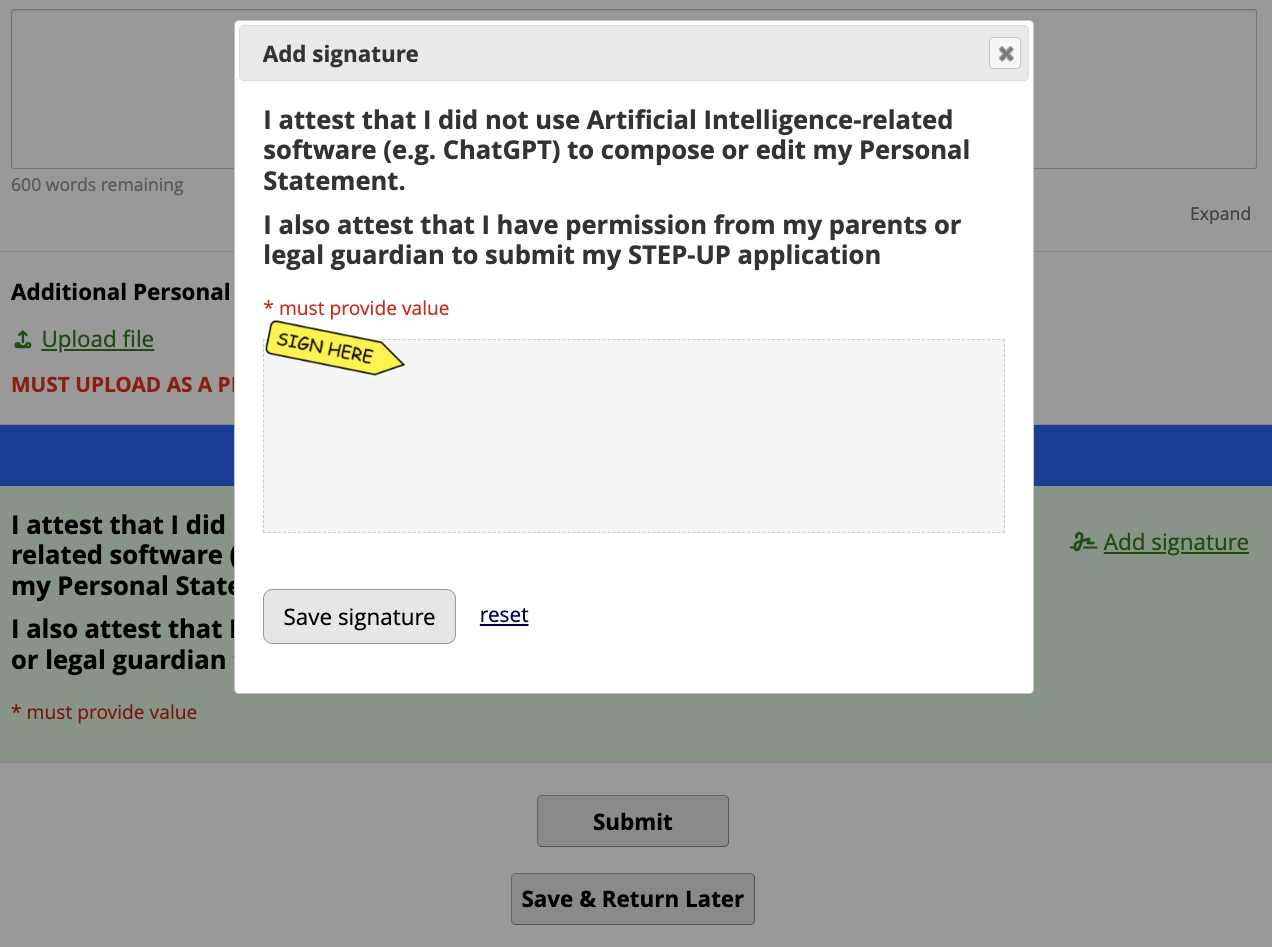 Add signature
I attest that I did not use Artificial Intelligence-related
software (e.g. ChatGPT) to compose or edit my Personal
Statement.
I also attest that I have permission from my parents or
legal guardian to submit my STEP-UP application
* must provide value
SIGN HERE
Save signature
reset
600 words remaining
Expand
Additional Personal
Upload file
MUST UPLOAD AS A
I attest that I did
related software (
my Personal
I also attest that
or legal guardian
* must provide value
Add signature
Submit
Save & Return Later